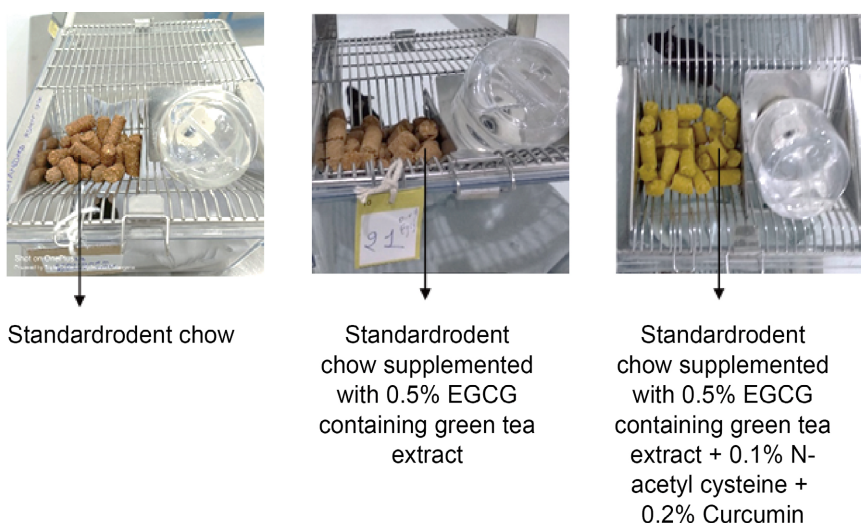 Shot on OnePlus
21
Standardrodent chow
Standardrodent
chow supplemented
with 0.5% EGCG
containing green tea
extract
Standardrodent
chow supplemented
with 0.5% EGCG
containing green tea
extract + 0.1% N-
acetyl cysteine +
0.2% Curcumin